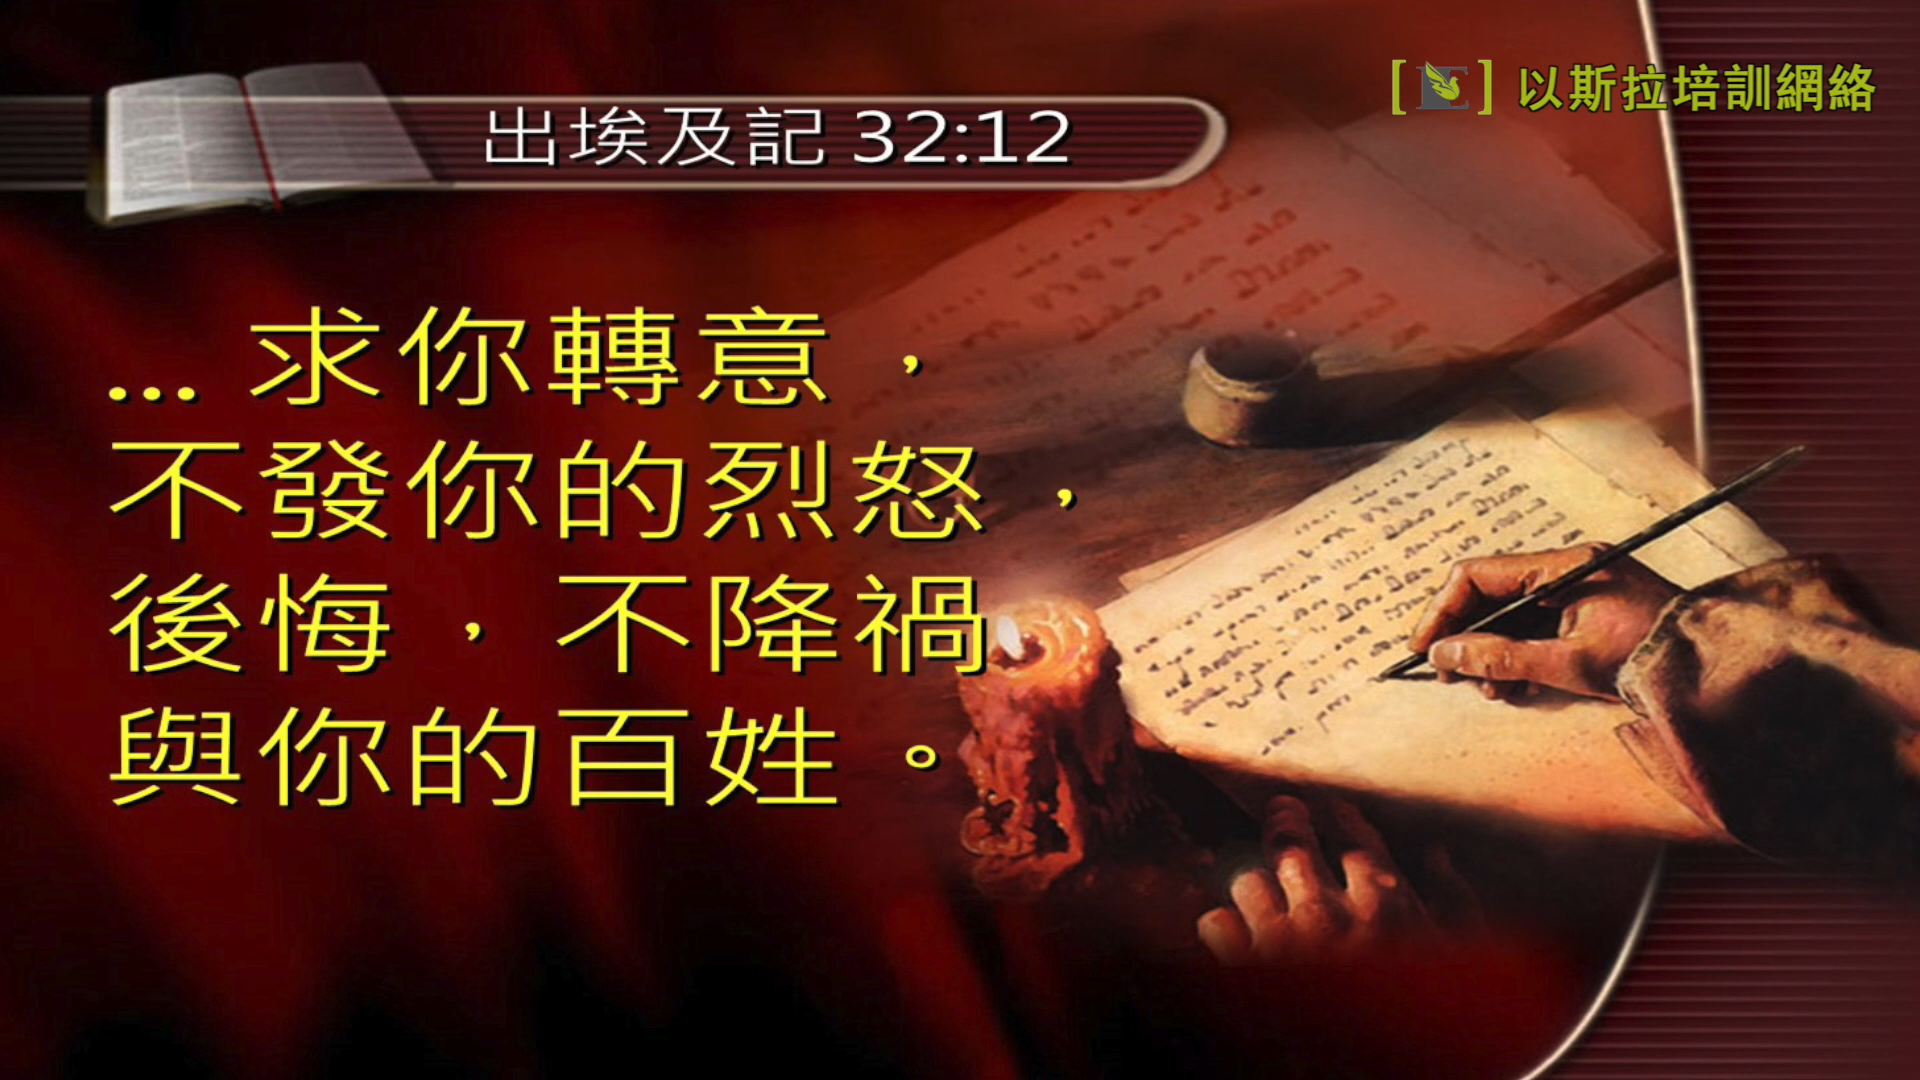 [E] 以斯拉培訓網絡
出埃及記 32:12
... 求你轉意，
不發你的烈怒，
後悔，不降禍
與你的百姓。